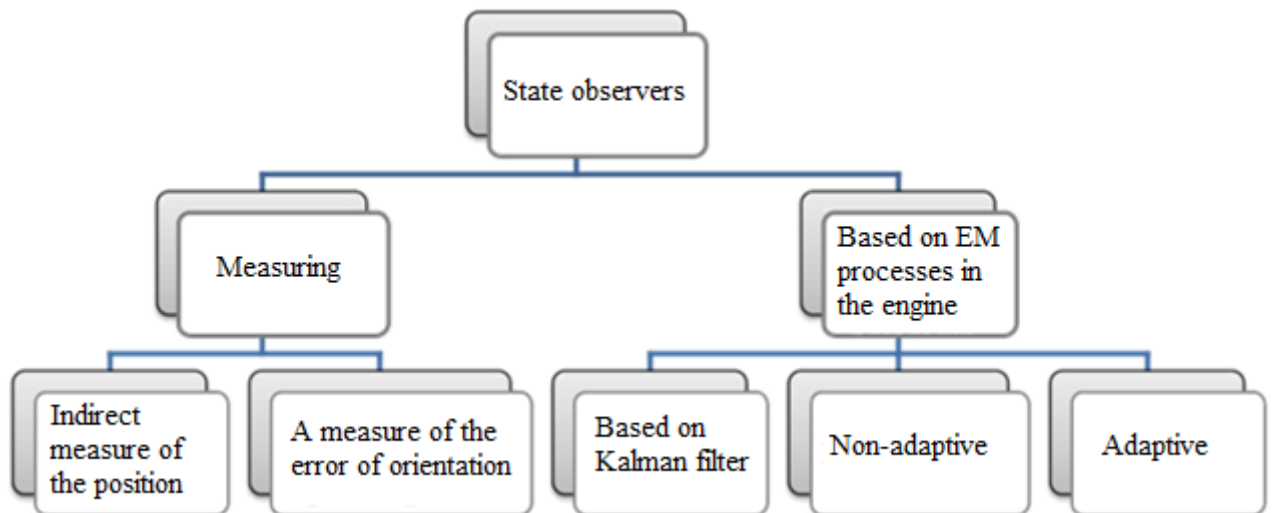 State observers
Measuring
Based on EM
processes in
the engine
Indirect
measure of
the position
A measure of the
error of orientation
Based on
Kalman filter
Non-adaptive
Adaptive